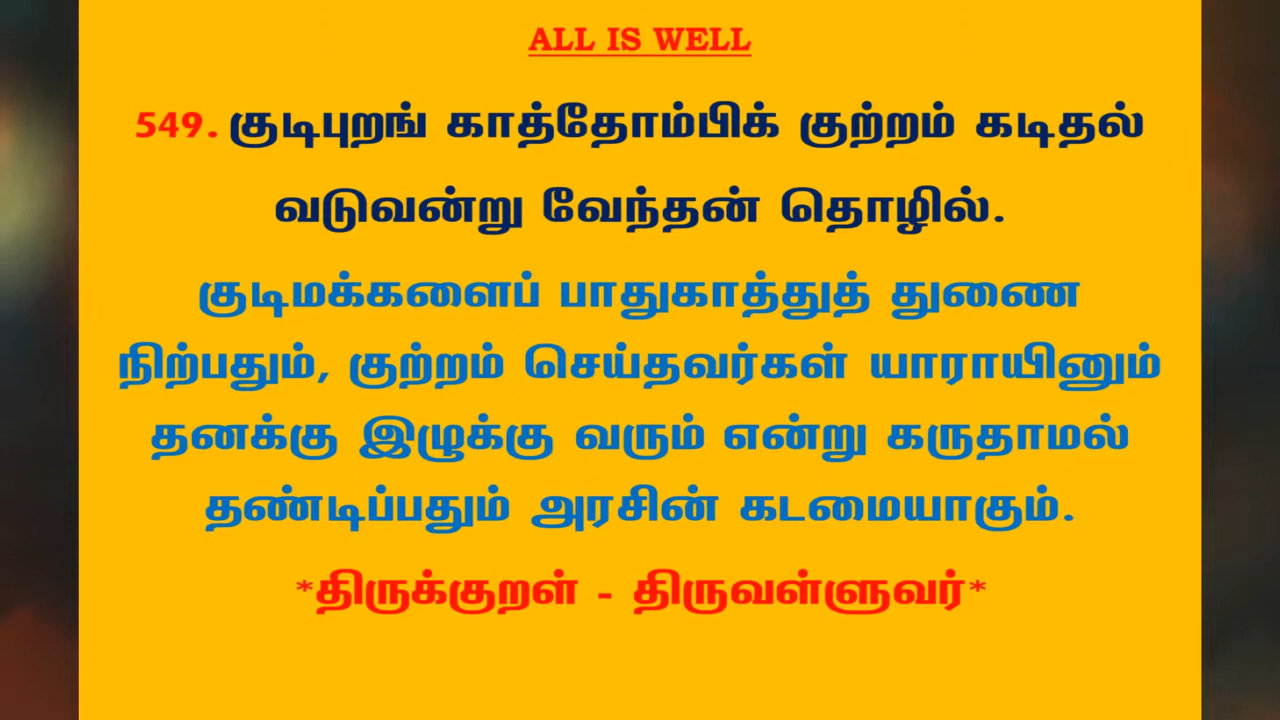 ALL IS WELL
549. குடிபுறங் காத்தோம்பிக் குற்றம் கடிதல்
வடுவன்று வேந்தன் தொழில்.
குடிமக்களைப் பாதுகாத்துத் துணை
நிற்பதும், குற்றம் செய்தவர்கள் யாராயினும்
தனக்கு இழுக்கு வரும் என்று கருதாமல்
தண்டிப்பதும் அரசின் கடமையாகும்.
*திருக்குறள் - திருவள்ளுவர்*